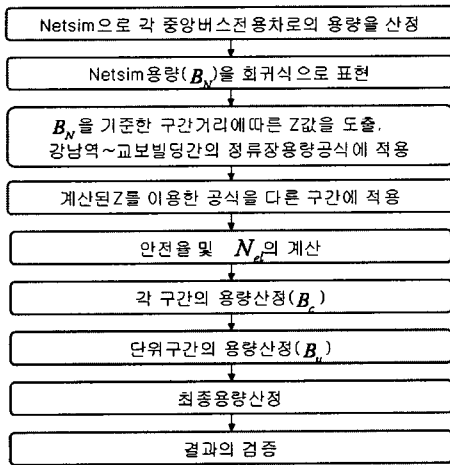 Netsim으로 각 중앙버스전용차로의 용량을 산정
Netsim용량(B_N)을 회귀식으로 표현
B_N을 기준한 구간거리에따른 Z값을 도출,
강남역~교보빌딩간의 정류장용량공식에 적용
계산된Z를 이용한 공식을 다른 구간에 적용
안전율 및 N_el의 계산
각 구간의 용량산정(B_c)
단위구간의 용량산정(B_u)
최종용량산정
결과의 검증